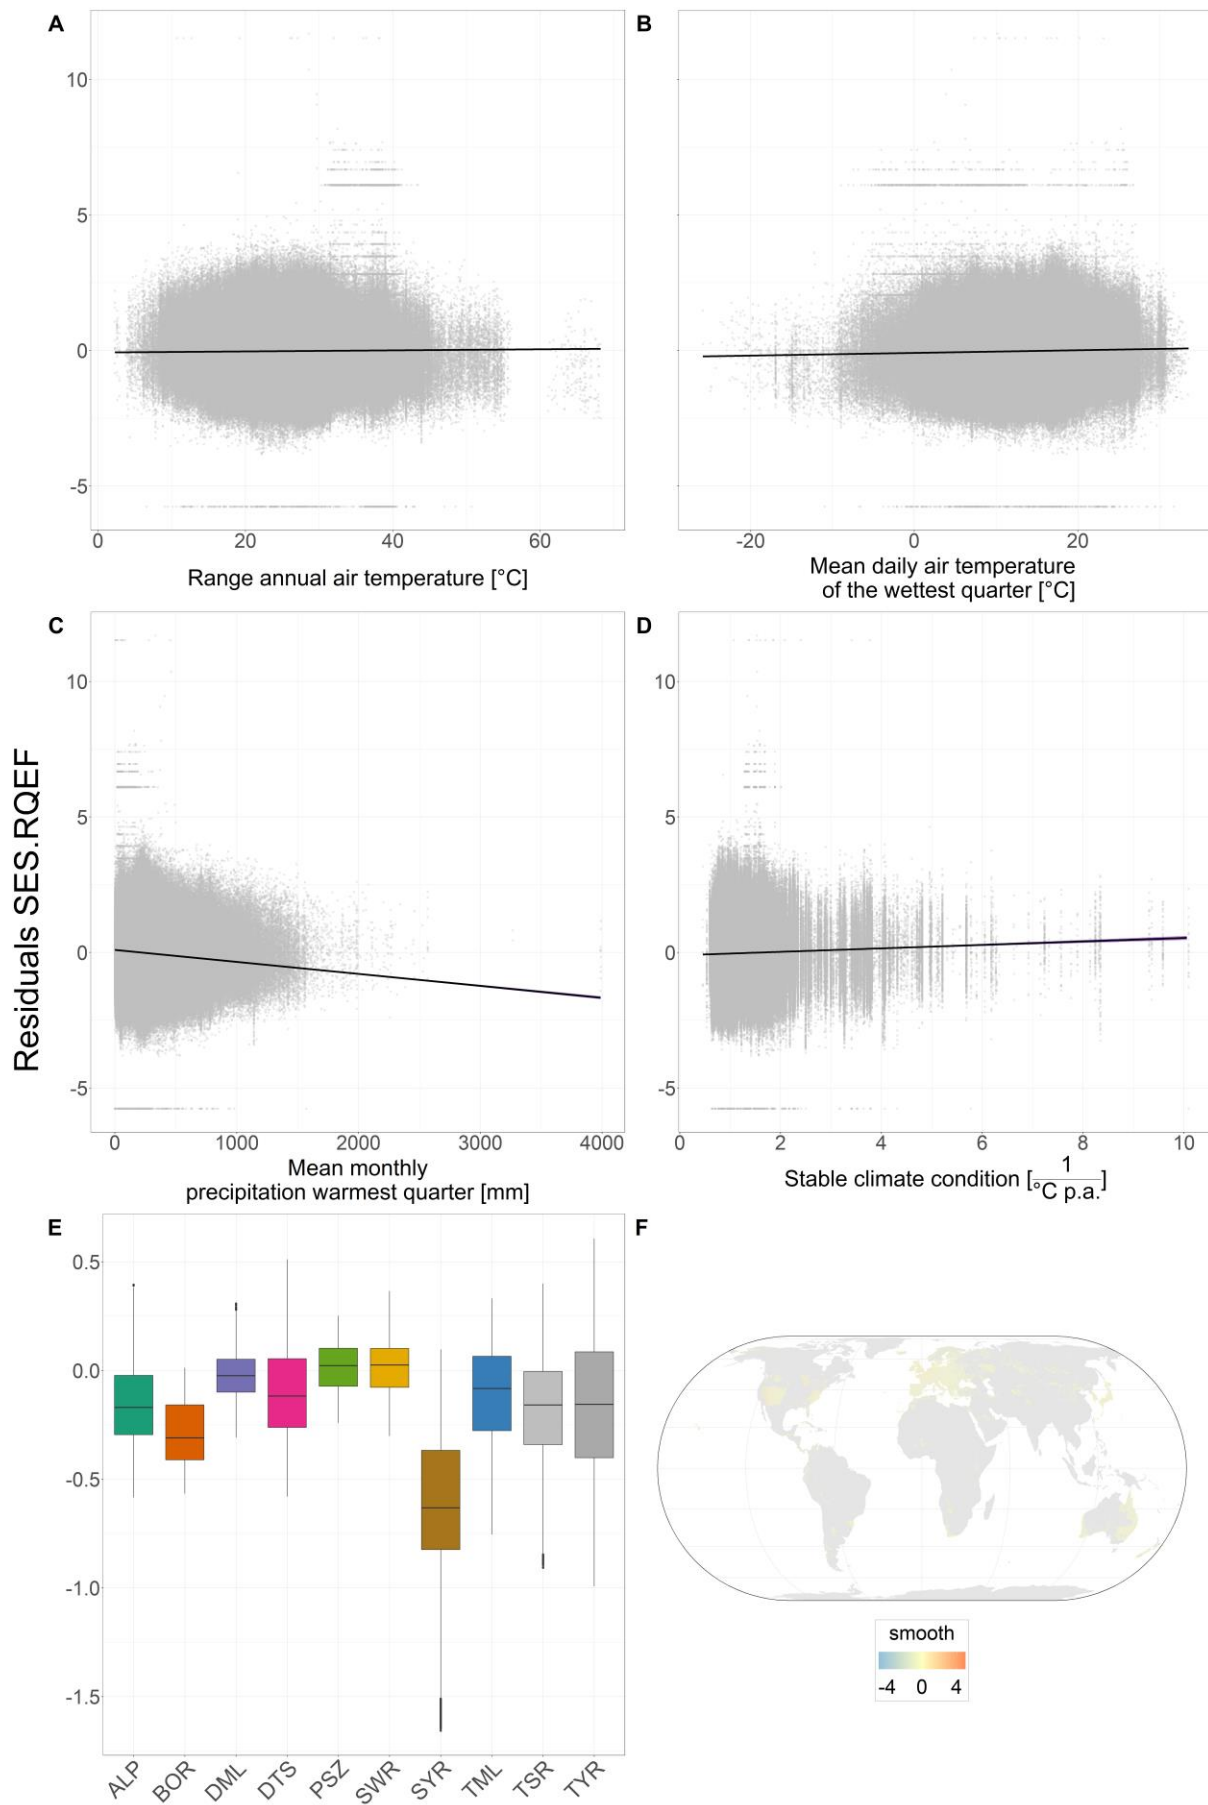 A
B
10
5
0
-5
0
20
40
60
-20
0
20
Range annual air temperature [°C]
Mean daily air temperature
of the wettest quarter [°C]
C
D
Residuals SES.RQEF
10
5
0
-5
10
5
0
-5
0
1000
2000
3000
4000
0
2
4
6
8
10
Mean monthly
precipitation warmest quarter [mm]
Stable climate condition [1/°C p.a.]
E
F
0.5
0.0
-0.5
-1.0
-1.5
ALP
BOR
DML
DTS
PSZ
SWR
SYR
TML
TSR
TYR
smooth
-4 0 4